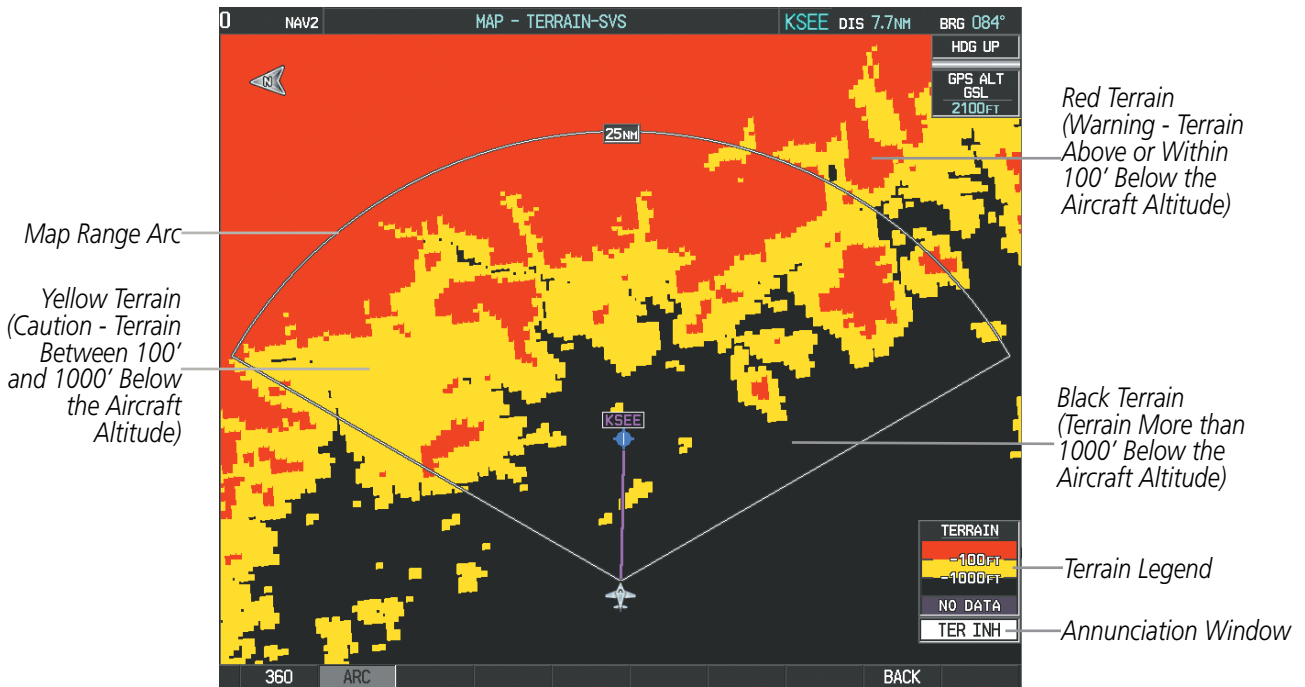 0 NAV2 MAP - TERRAIN-SVS KSEE DIS 7.7NM BRG 084°
HDG UP
N
GPS ALT
GSL
2100FT
25NM
Red Terrain
(Warning - Terrain
Above or Within
100’ Below the
Aircraft Altitude)
Map Range Arc
Yellow Terrain
(Caution - Terrain
Between 100’
and 1000’ Below
the Aircraft
Altitude)
KSEE
Black Terrain
(Terrain More than
1000’ Below the
Aircraft Altitude)
TERRAIN
-100FT
-1000FT
NO DATA
TER INH
Terrain Legend
Annunciation Window
360 ARC BACK